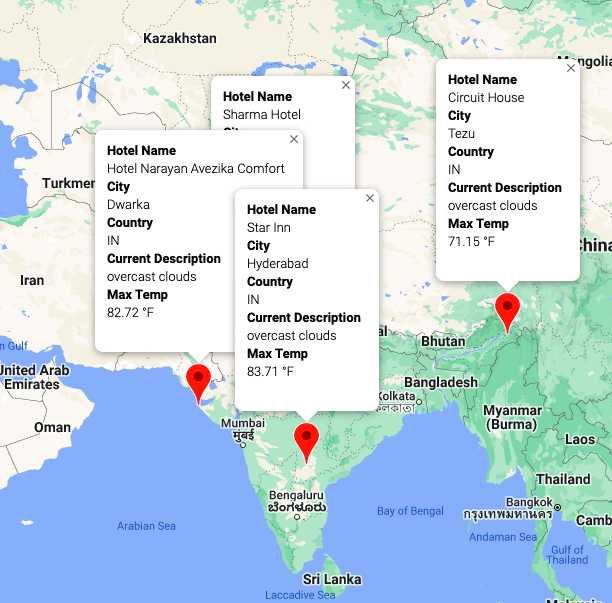 Kazakhstan
Mongolia
Hotel Name
Circuit House
City
Tezu
Country
IN
Current Description
overcast clouds
Max Temp
71.15 °F
Hotel Name
Sharma Hotel
Hotel Name
Hotel Narayan Avezika Comfort
City
Dwarka
Country
IN
Current Description
overcast clouds
Max Temp
82.72 °F
Hotel Name
Star Inn
City
Hyderabad
Country
IN
Current Description
overcast clouds
Max Temp
83.71 °F
Turkmen
China
Iran
n Gulf
United Arab
Emirates
Oman
al
Bhutan
Bangladesh
Kolkata
কলকাতা
Mumbai
मुंबई
Myanmar
(Burma)
Laos
Thailand
Bengaluru
ಬೆಂಗಳೂರು
Bangkok
กรุงเทพมหานคร
Camb
Arabian Sea
Bay of Bengal
Andaman Sea
Gulf of
Thailand
Sri Lanka
Laccadive Sea